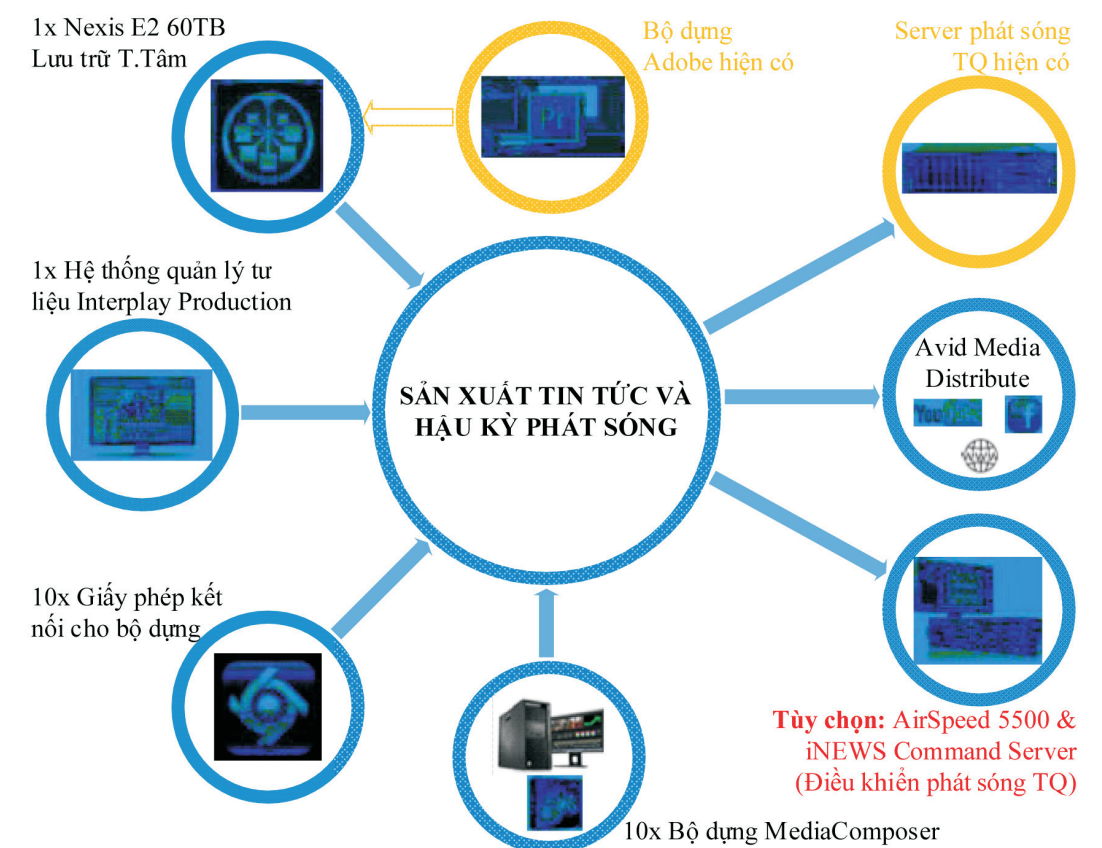 1x Nexis E2 60TB
Lưu trữ T.Tâm
Bộ dựng
Adobe hiện có
Server phát sóng
TQ hiện có
Pr
1x Hệ thống quản lý tư
liệu Interplay Production
SẢN XUẤT TIN TỨC VÀ
HẬU KỲ PHÁT SÓNG
Avid Media
Distribute
YouTube
f
WWW
10x Giấy phép kết
nối cho bộ dựng
Tùy chọn: AirSpeed 5500 &
iNEWS Command Server
(Điều khiển phát sóng TQ)
10x Bộ dựng MediaComposer